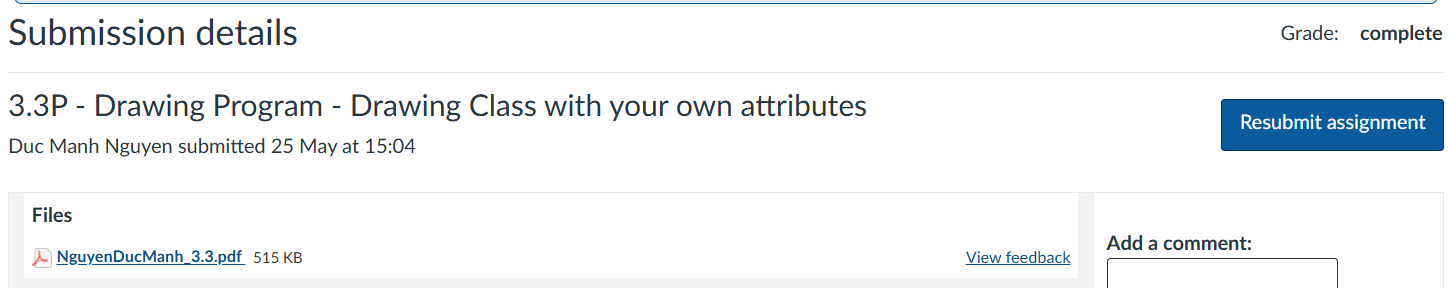 Submission details
Grade: complete
3.3P - Drawing Program - Drawing Class with your own attributes
Resubmit assignment
Duc Manh Nguyen submitted 25 May at 15:04
Files
NguyenDucManh_3.3.pdf 515 KB
View feedback
Add a comment: